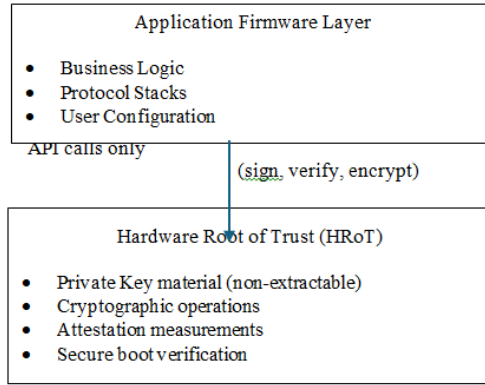 Application Firmware Layer
• Business Logic
• Protocol Stacks
• User Configuration
API calls only
(sign, verify, encrypt)
Hardware Root of Trust (HRoT)
• Private Key material (non-extractable)
• Cryptographic operations
• Attestation measurements
• Secure boot verification